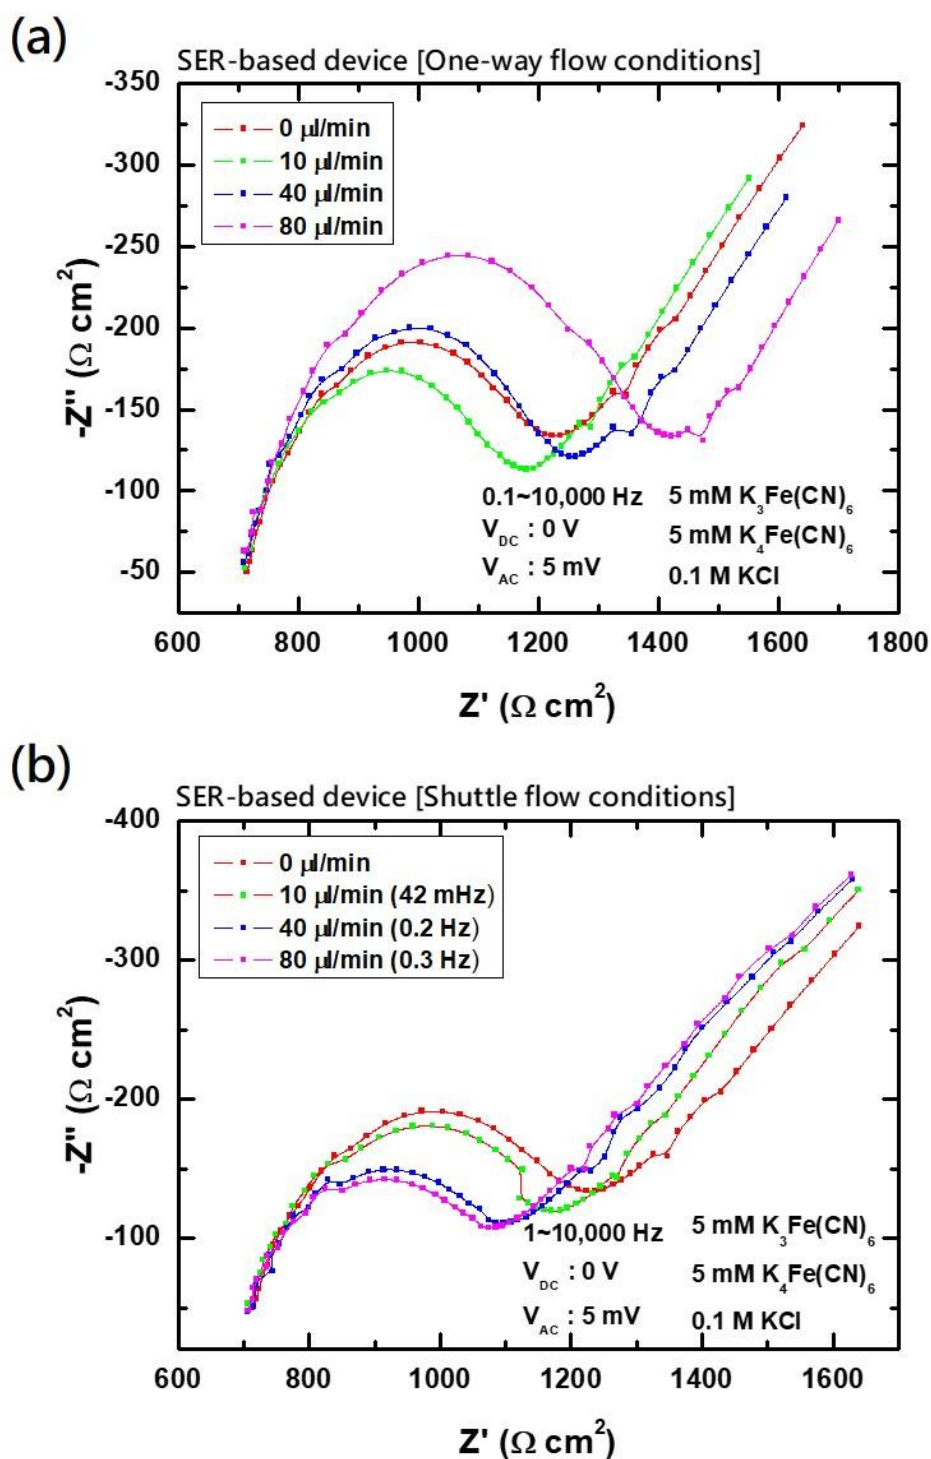 (a)
SER-based device [One-way flow conditions]
-350
-300
-250
-200
-150
-100
-50
-Z'' (Ω cm²)
0 µl/min
10 µl/min
40 µl/min
80 µl/min
0.1~10,000 Hz
V_DC : 0 V
V_AC : 5 mV
5 mM K₃Fe(CN)₆
5 mM K₄Fe(CN)₆
0.1 M KCl
600 800 1000 1200 1400 1600 1800
Z' (Ω cm²)
(b)
SER-based device [Shuttle flow conditions]
-400
-300
-200
-100
-Z'' (Ω cm²)
0 µl/min
10 µl/min (42 mHz)
40 µl/min (0.2 Hz)
80 µl/min (0.3 Hz)
1~10,000 Hz
V_DC : 0 V
V_AC : 5 mV
5 mM K₃Fe(CN)₆
5 mM K₄Fe(CN)₆
0.1 M KCl
600 800 1000 1200 1400 1600
Z' (Ω cm²)